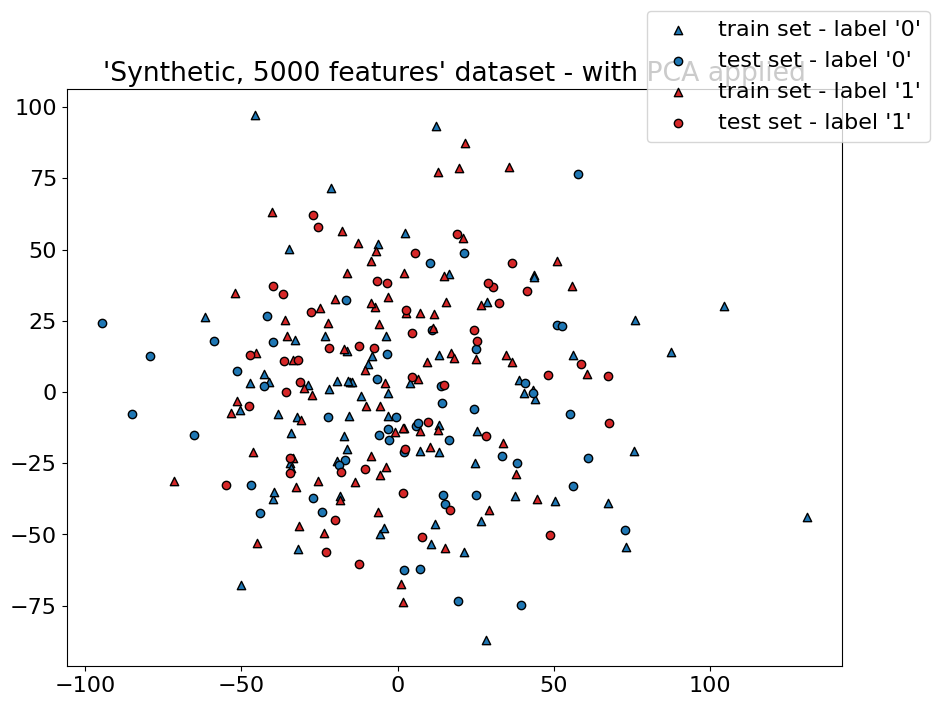 train set - label '0'
test set - label '0'
train set - label '1'
test set - label '1'
'Synthetic, 5000 features' dataset - with PCA applied
100
75
50
25
0
−25
−50
−75
−100 −50 0 50 100